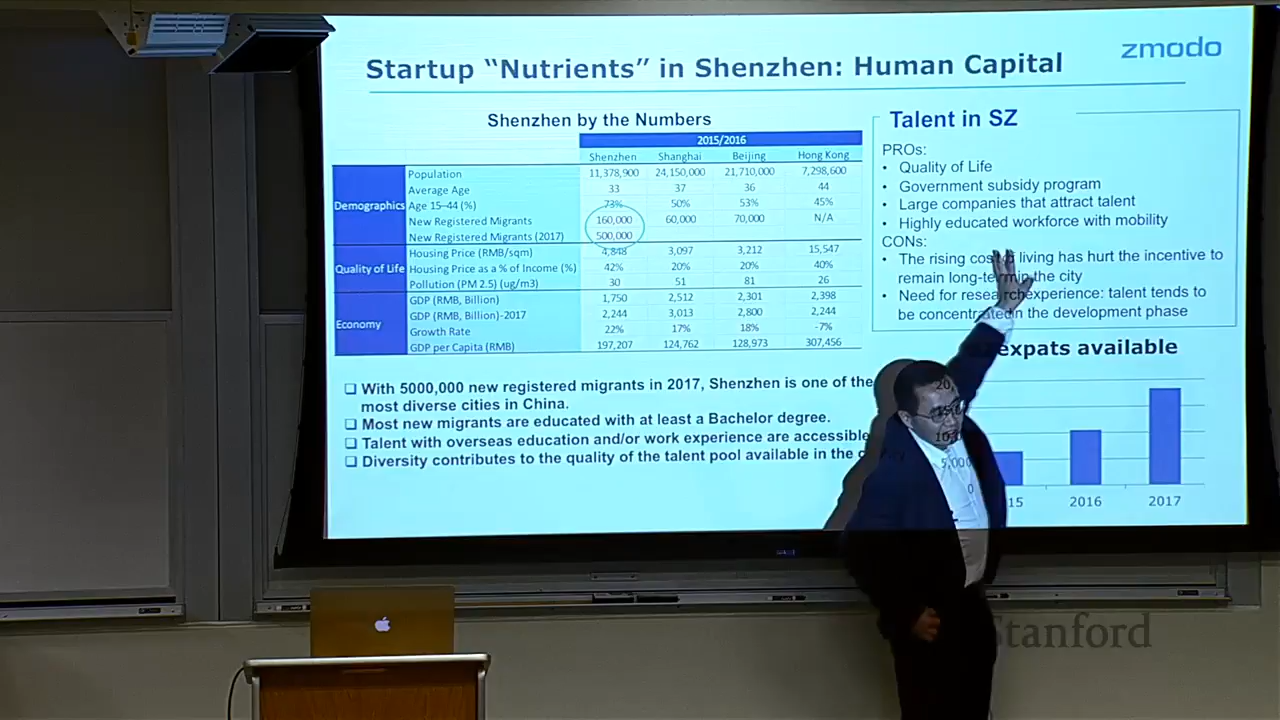 Startup “Nutrients” in Shenzhen: Human Capital
zmodo
Shenzhen by the Numbers
2015/2016
Shenzhen Shanghai Beijing Hong Kong
Demographics
Population 11,378,900 24,150,000 21,710,000 7,298,600
Average Age 33 37 36 44
Age 15-44 (%) 73% 50% 53% 45%
New Registered Migrants 160,000 60,000 70,000 N/A
New Registered Migrants (2017) 500,000
Quality of Life
Housing Price (RMB/sqm) 4,848 3,097 3,212 15,547
Housing Price as a % of Income (%) 42% 20% 20% 40%
Pollution (PM 2.5) (ug/m3) 30 51 81 26
Economy
GDP (RMB, Billion) 1,750 2,512 2,301 2,398
GDP (RMB, Billion)-2017 2,244 3,013 2,800 2,244
Growth Rate 22% 17% 18% -7%
GDP per Capita (RMB) 197,207 124,762 128,973 307,456
❑ With 5000,000 new registered migrants in 2017, Shenzhen is one of the
most diverse cities in China.
❑ Most new migrants are educated with at least a Bachelor degree.
❑ Talent with overseas education and/or work experience are accessible
❑ Diversity contributes to the quality of the talent pool available in the
Talent in SZ
PROs:
• Quality of Life
• Government subsidy program
• Large companies that attract talent
• Highly educated workforce with mobility
CONs:
• The rising cost of living has hurt the incentive to
remain long-term in the city
• Need for research experience: talent tends to
be concentrated in the development phase
expats available
5,000
0
15 2016 2017
Stanford